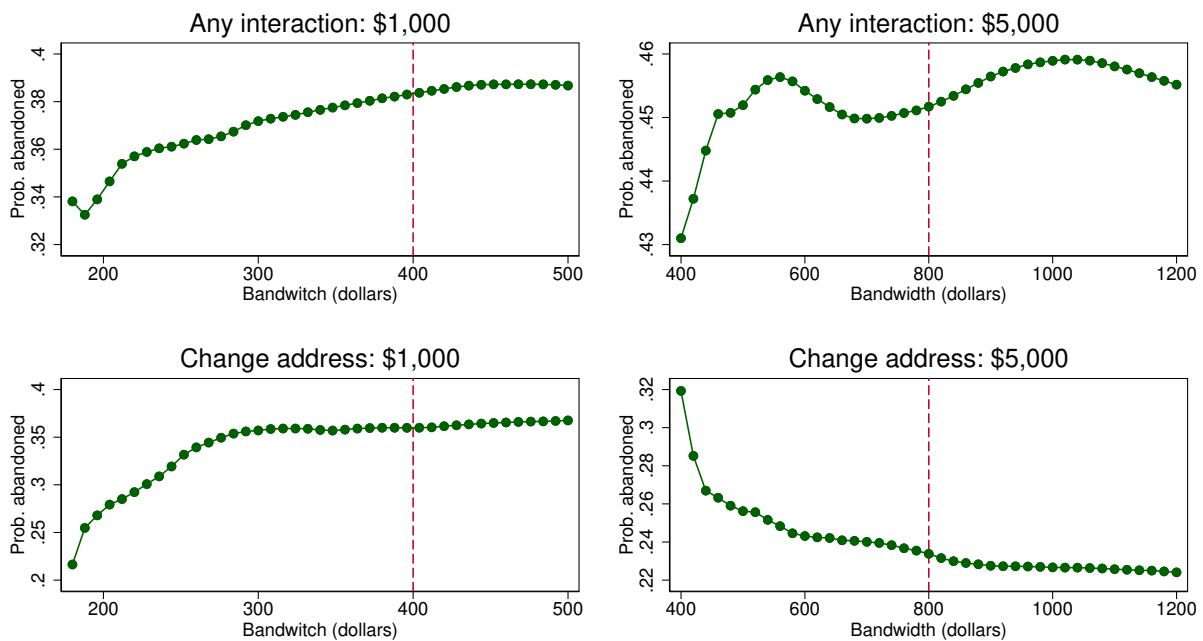 Any interaction: $1,000
Prob. abandoned
.4
.38
.36
.34
.32
200 300 400 500
Bandwitch (dollars)
Any interaction: $5,000
Prob. abandoned
.46
.45
.44
.43
400 600 800 1000 1200
Bandwidth (dollars)
Change address: $1,000
Prob. abandoned
.4
.35
.3
.25
.2
200 300 400 500
Bandwitch (dollars)
Change address: $5,000
Prob. abandoned
.32
.3
.28
.26
.24
.22
400 600 800 1000 1200
Bandwidth (dollars)